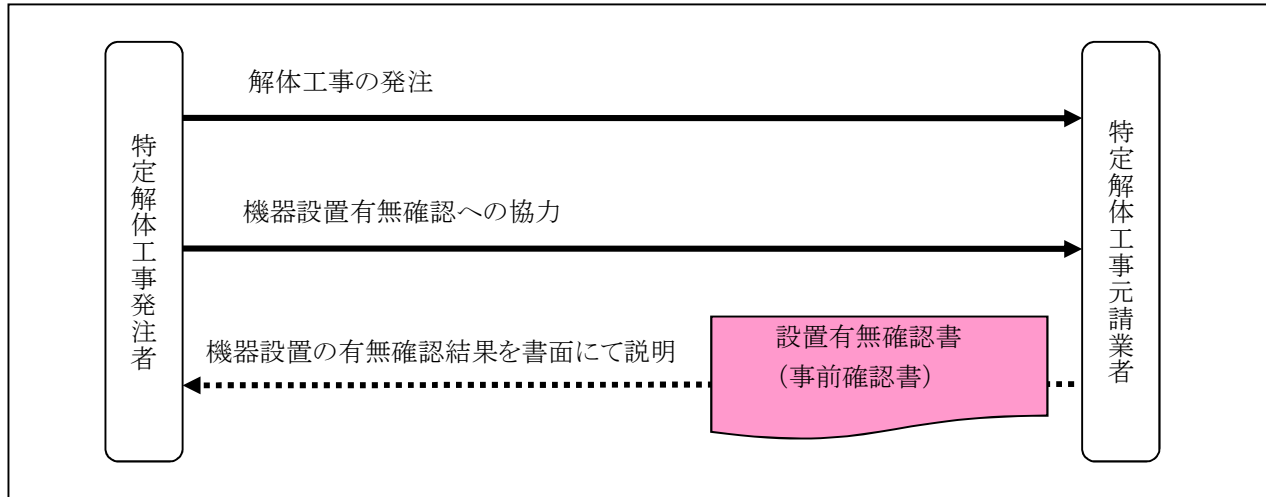 解体工事の発注
特定解体工事発注者
特定解体工事元請業者
機器設置有無確認への協力
機器設置の有無確認結果を書面にて説明
設置有無確認書
（事前確認書）